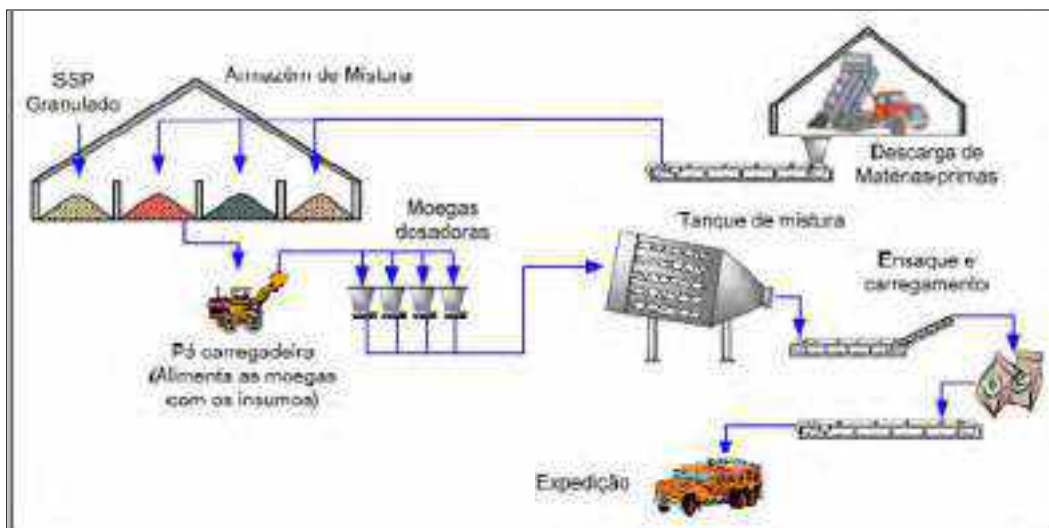 SSP
Granulado
Armazém de Mistura
Descarga de
Matérias-primas
Moegas
dosadoras
Tanque de mistura
Ensaque e
carregamento
Pá carregadeira
(Alimenta as moegas
com os insumos)
Expedição